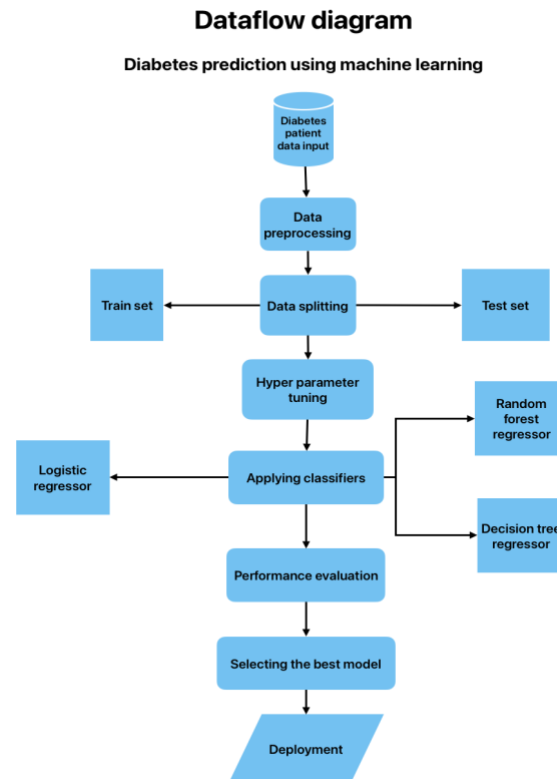 Dataflow diagram
Diabetes prediction using machine learning
Diabetes
patient
data input
Data
preprocessing
Train set
Data splitting
Test set
Hyper parameter
tuning
Random
forest
regressor
Logistic
regressor
Applying classifiers
Decision tree
regressor
Performance evaluation
Selecting the best model
Deployment